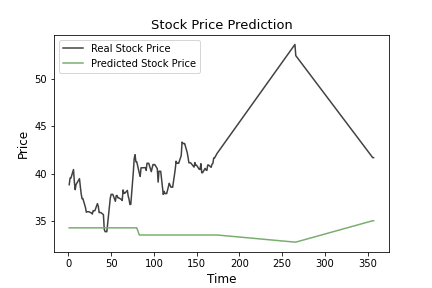 Stock Price Prediction
Real Stock Price
Predicted Stock Price
Price
50
45
40
35
0 50 100 150 200 250 300 350
Time